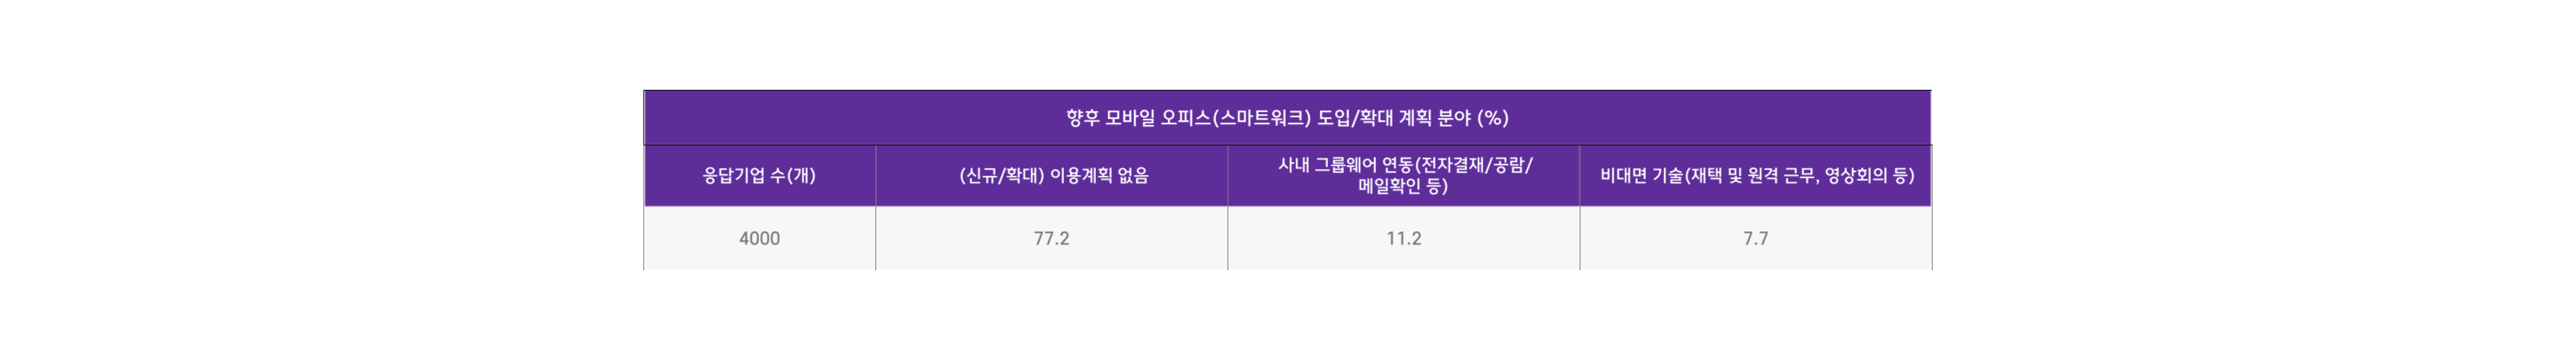 향후 모바일 오피스(스마트워크) 도입/확대 계획 분야 (%)
응답기업 수(개)
(신규/확대) 이용계획 없음
사내 그룹웨어 연동(전자결재/공람/
메일확인 등)
비대면 기술(재택 및 원격 근무, 영상회의 등)
4000
77.2
11.2
7.7